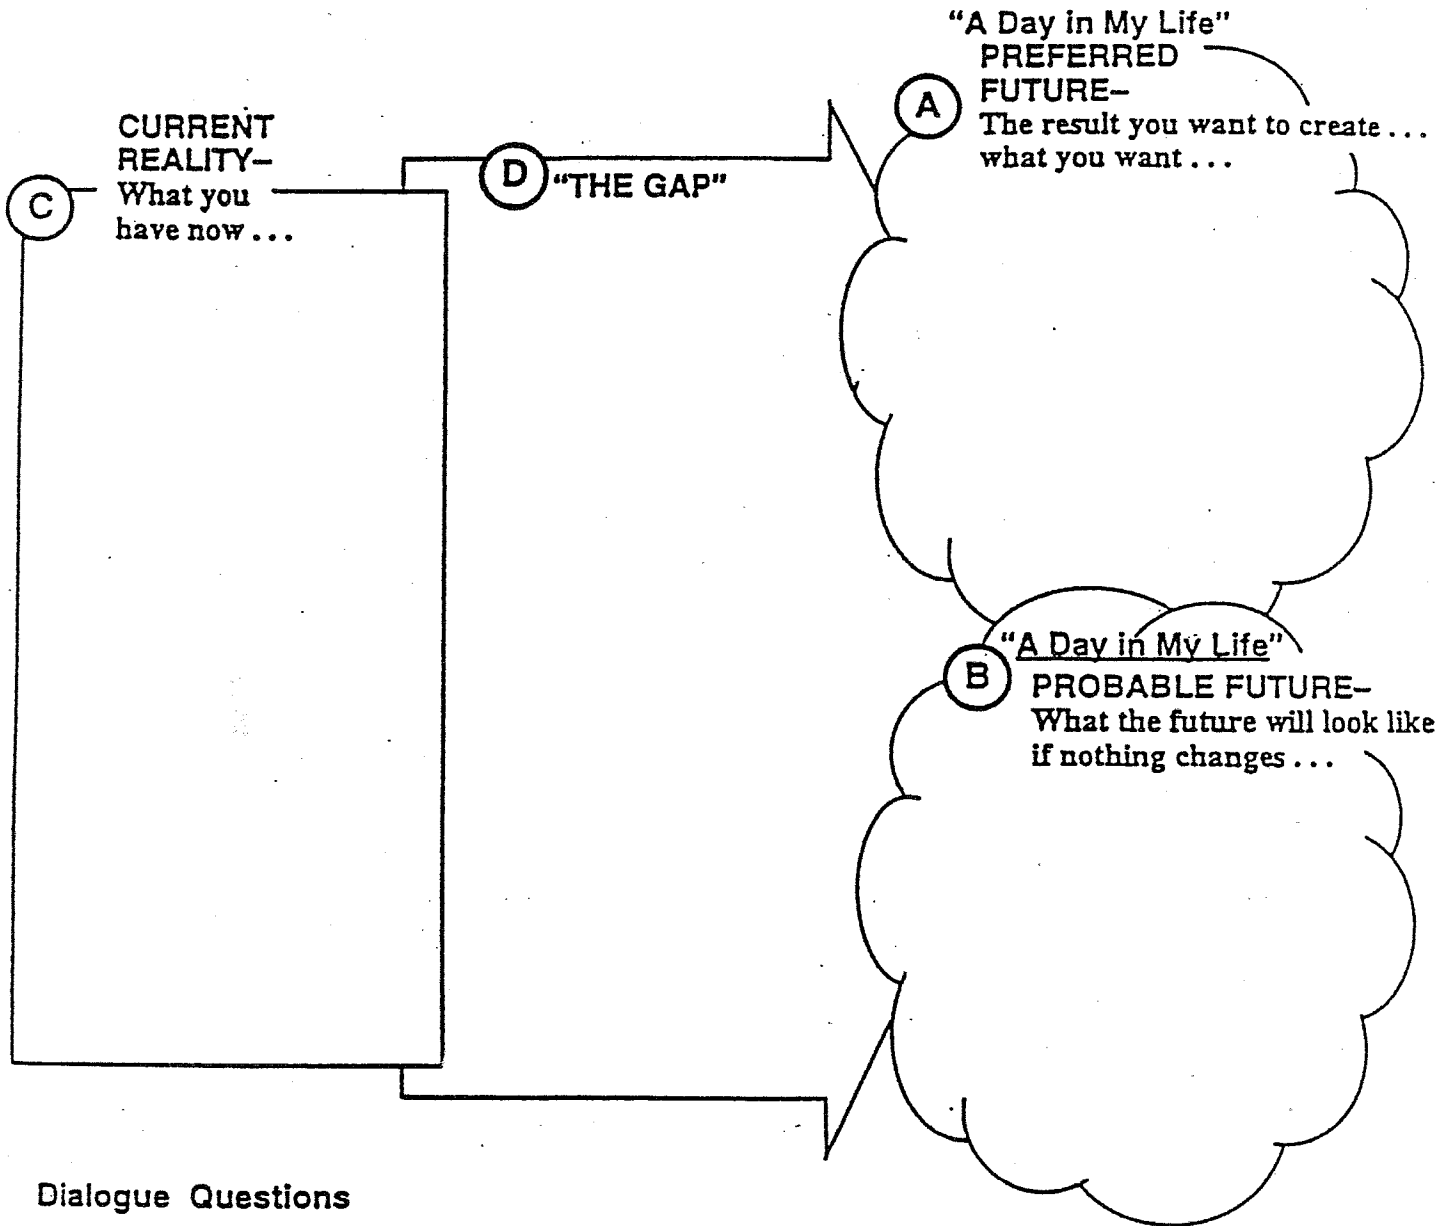 "A Day in My Life"
PREFERRED
FUTURE–
The result you want to create...
what you want...
A
CURRENT
REALITY–
What you
have now...
C
D
"THE GAP"
B
"A Day in My Life"
PROBABLE FUTURE–
What the future will look like
if nothing changes...
Dialogue Questions